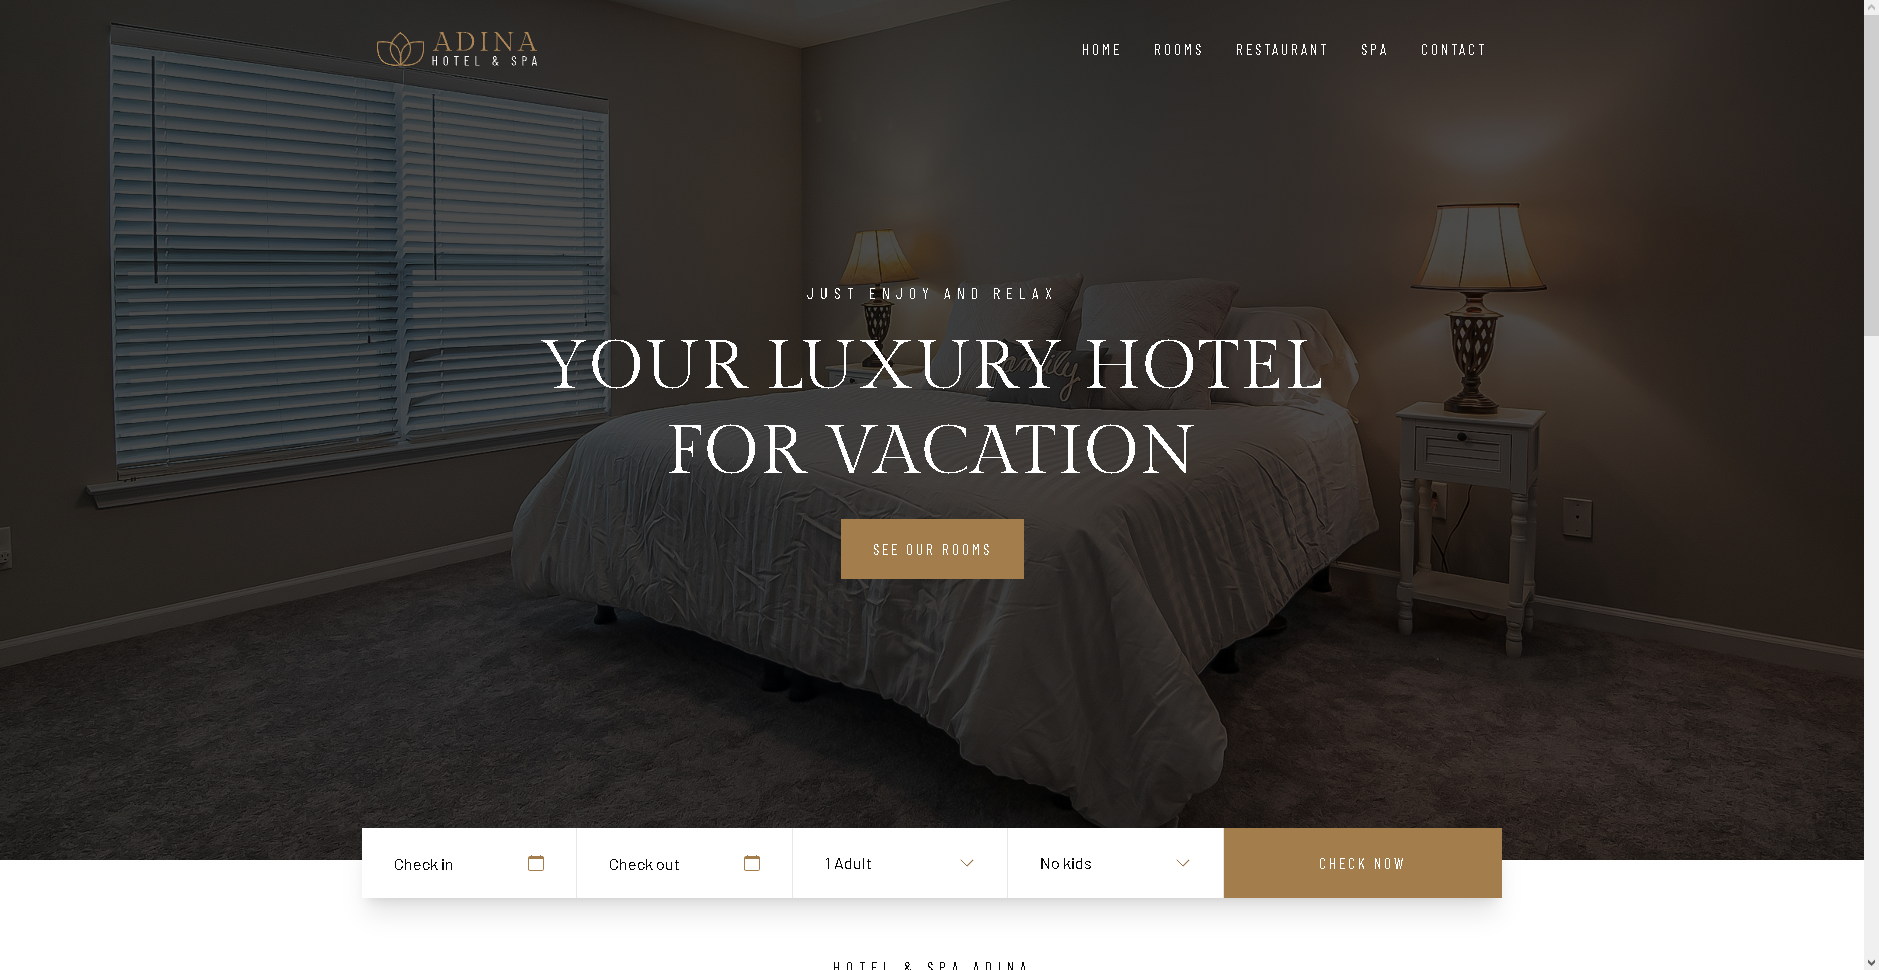 ADINA
HOTEL & SPA
HOME ROOMS RESTAURANT SPA CONTACT
JUST ENJOY AND RELAX
YOUR LUXURY HOTEL
FOR VACATION
family
SEE OUR ROOMS
Check in
Check out
1 Adult
No kids
CHECK NOW
HOTEL & SPA ADINA